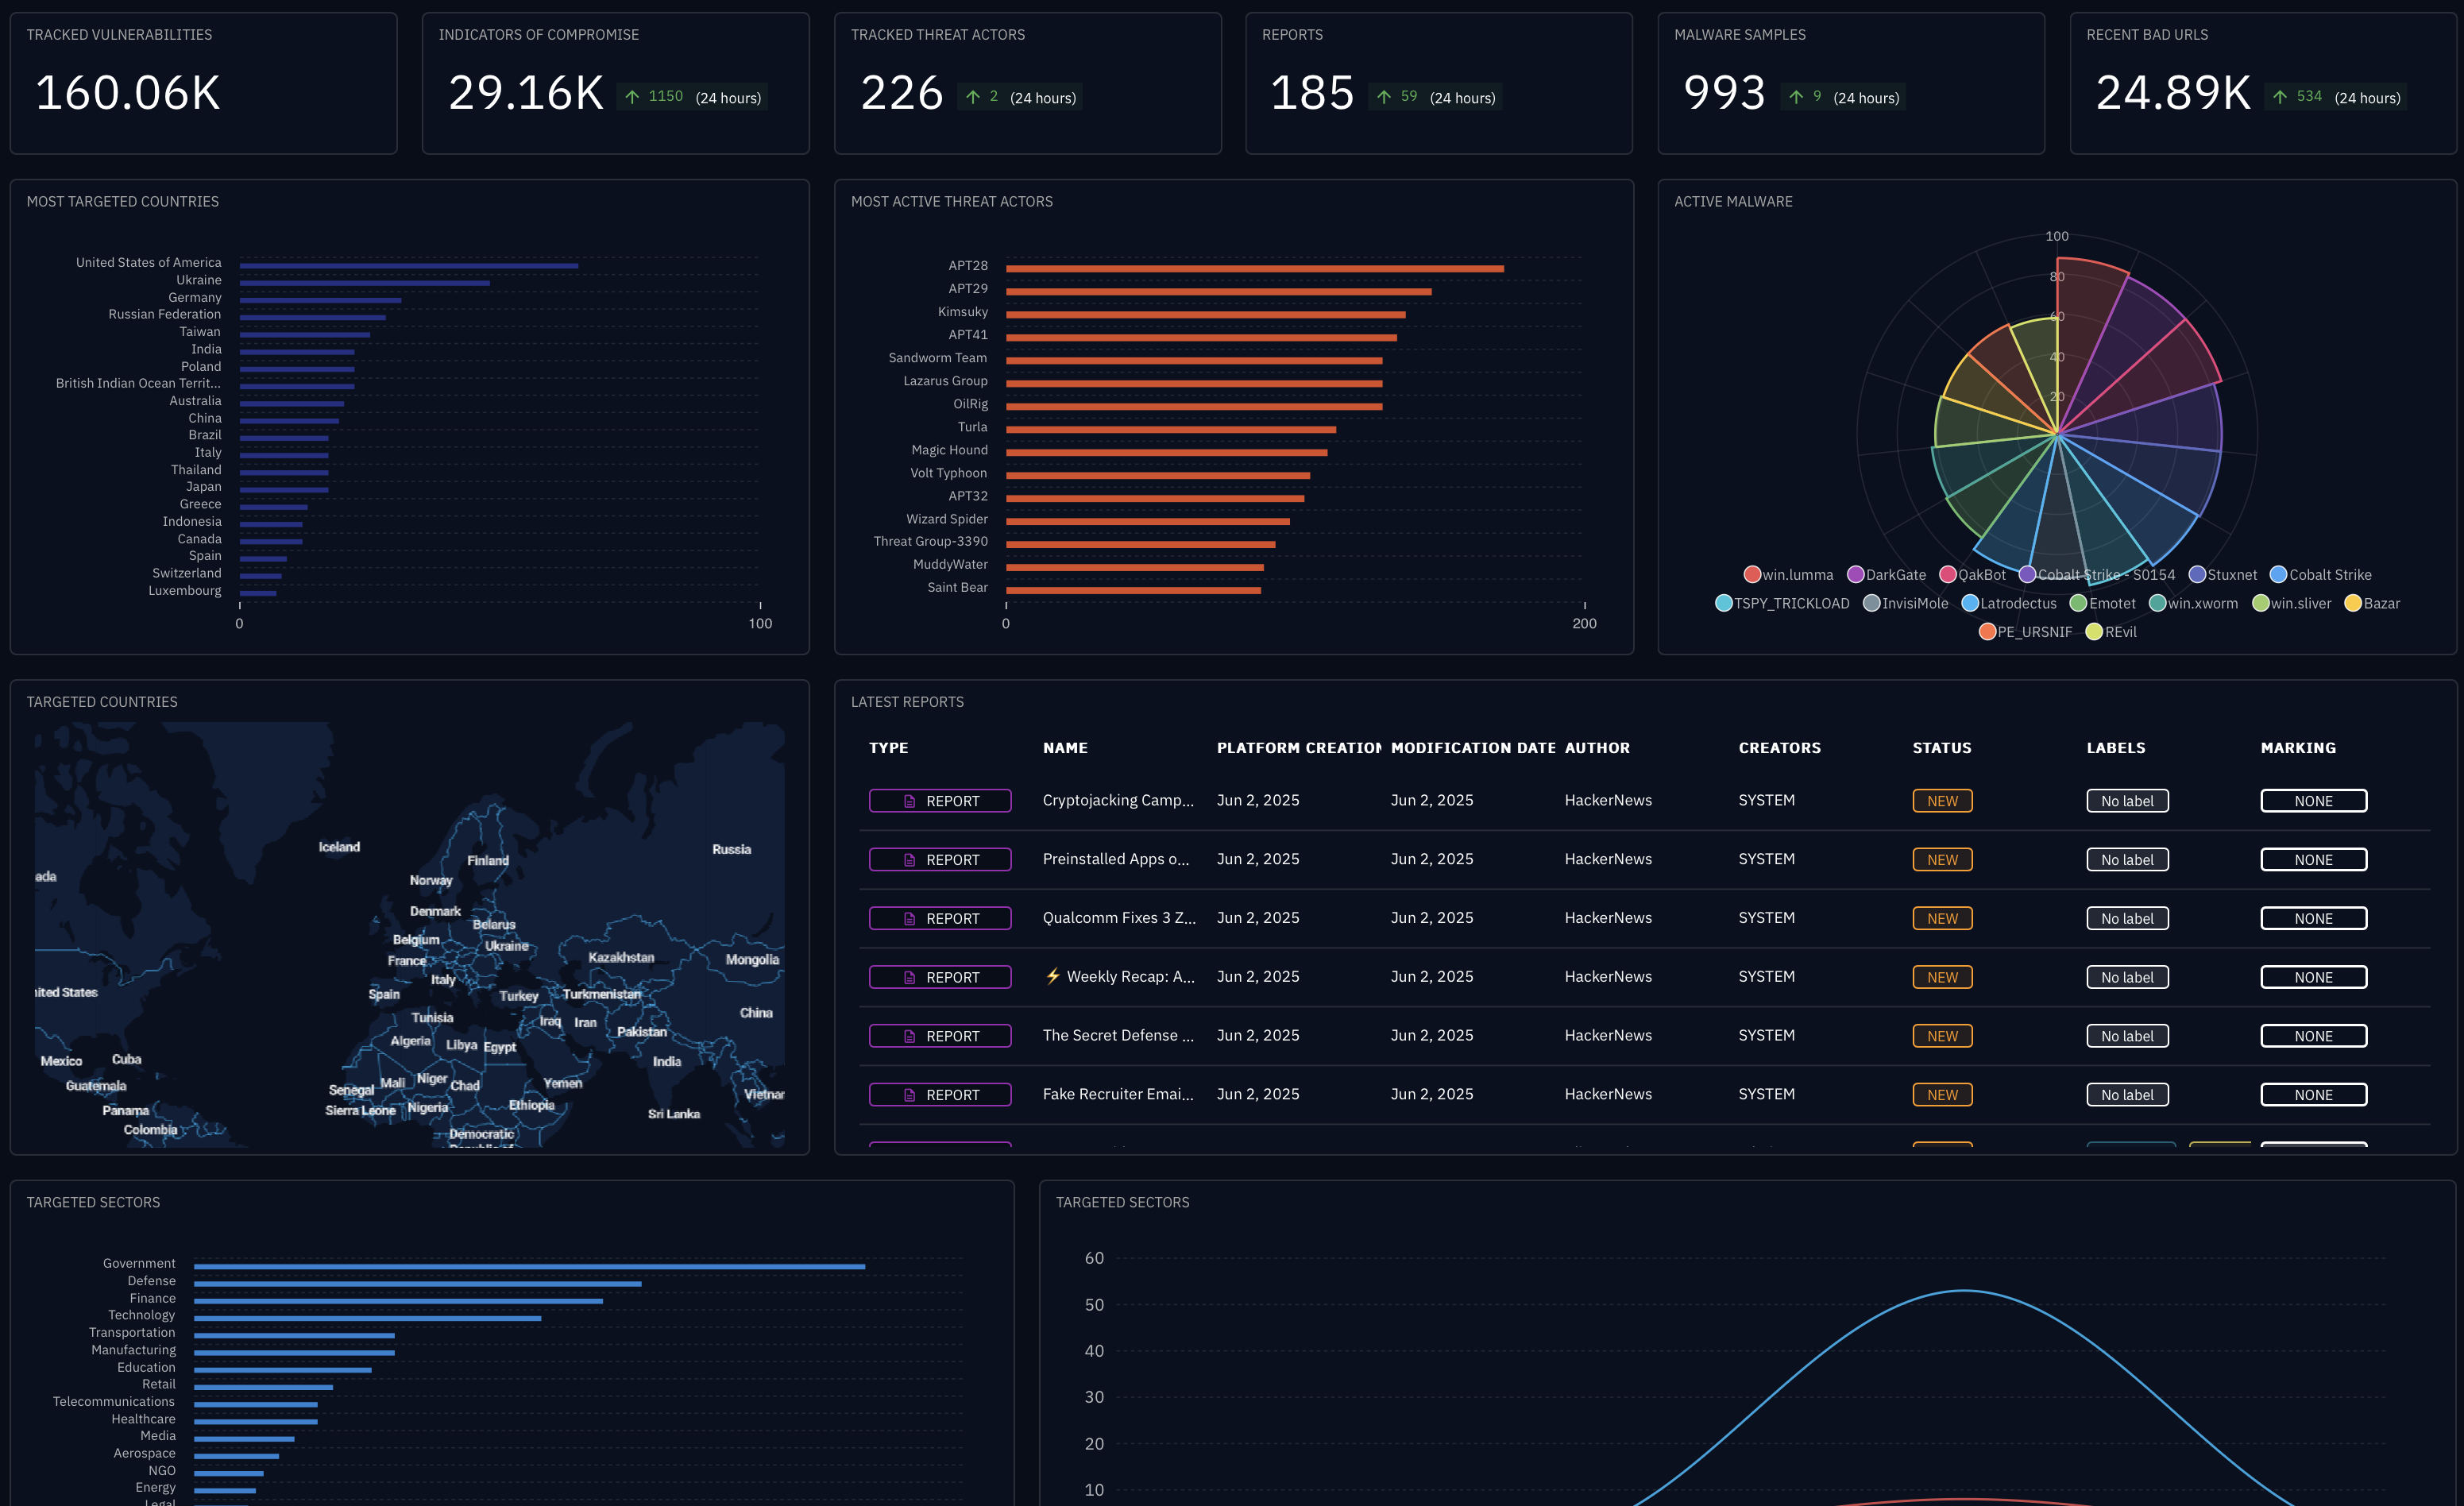 TRACKED VULNERABILITIES
160.06K
INDICATORS OF COMPROMISE
29.16K 1150 (24 hours)
TRACKED THREAT ACTORS
226 2 (24 hours)
REPORTS
185 59 (24 hours)
MALWARE SAMPLES
993 9 (24 hours)
RECENT BAD URLS
24.89K 534 (24 hours)
MOST TARGETED COUNTRIES
United States of America
Ukraine
Germany
Russian Federation
Taiwan
India
Poland
British Indian Ocean Territ...
Australia
China
Brazil
Italy
Thailand
Japan
Greece
Indonesia
Canada
Spain
Switzerland
Luxembourg
0 100
MOST ACTIVE THREAT ACTORS
APT28
APT29
Kimsuky
APT41
Sandworm Team
Lazarus Group
OilRig
Turla
Magic Hound
Volt Typhoon
APT32
Wizard Spider
Threat Group-3390
MuddyWater
Saint Bear
0 200
ACTIVE MALWARE
100
80
60
40
20
win.lumma DarkGate QakBot Cobalt Strike - S0154 Stuxnet Cobalt Strike
TSPY_TRICKLOAD InvisiMole Latrodectus Emotet win.xworm win.sliver Bazar
PE_URSNIF REvil
TARGETED COUNTRIES
Iceland
Russia
Finland
ada
Norway
Denmark
Belarus
Belgium
Ukraine
France
Kazakhstan
Mongolia
Italy
nited States
Spain
Turkey
Turkmenistan
China
Tunisia
Iraq
Iran
Pakistan
Algeria
Libya
Egypt
Mexico
Cuba
India
Guatemala
Mali
Niger
Chad
Yemen
Senegal
Vietnar
Panama
Sierra Leone
Nigeria
Ethiopia
Sri Lanka
Colombia
Democratic
LATEST REPORTS
TYPE NAME PLATFORM CREATION MODIFICATION DATE AUTHOR CREATORS STATUS LABELS MARKING
REPORT Cryptojacking Camp... Jun 2, 2025 Jun 2, 2025 HackerNews SYSTEM NEW No label NONE
REPORT Preinstalled Apps o... Jun 2, 2025 Jun 2, 2025 HackerNews SYSTEM NEW No label NONE
REPORT Qualcomm Fixes 3 Z... Jun 2, 2025 Jun 2, 2025 HackerNews SYSTEM NEW No label NONE
REPORT ⚡ Weekly Recap: A... Jun 2, 2025 Jun 2, 2025 HackerNews SYSTEM NEW No label NONE
REPORT The Secret Defense ... Jun 2, 2025 Jun 2, 2025 HackerNews SYSTEM NEW No label NONE
REPORT Fake Recruiter Emai... Jun 2, 2025 Jun 2, 2025 HackerNews SYSTEM NEW No label NONE
TARGETED SECTORS
Government
Defense
Finance
Technology
Transportation
Manufacturing
Education
Retail
Telecommunications
Healthcare
Media
Aerospace
NGO
Energy
Legal
TARGETED SECTORS
60
50
40
30
20
10